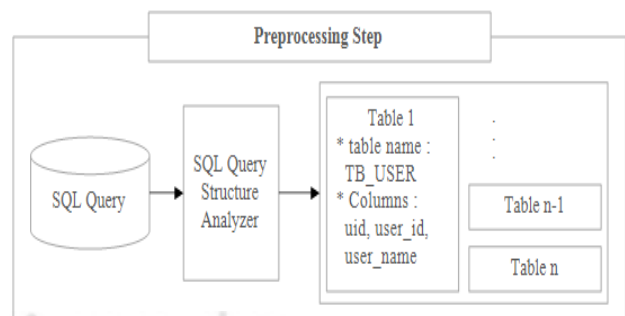 Preprocessing Step
SQL Query
SQL Query
Structure
Analyzer
Table 1
* table name :
TB_USER
* Columns :
uid, user_id,
user_name
.
.
.
Table n-1
Table n